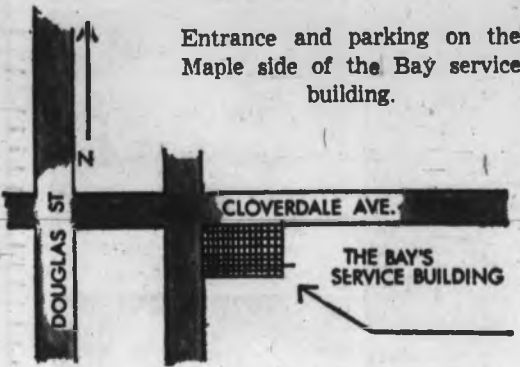 Entrance and parking on the
Maple side of the Bay service
building.
N
DOUGLAS ST
CLOVERDALE AVE.
THE BAY'S
SERVICE BUILDING